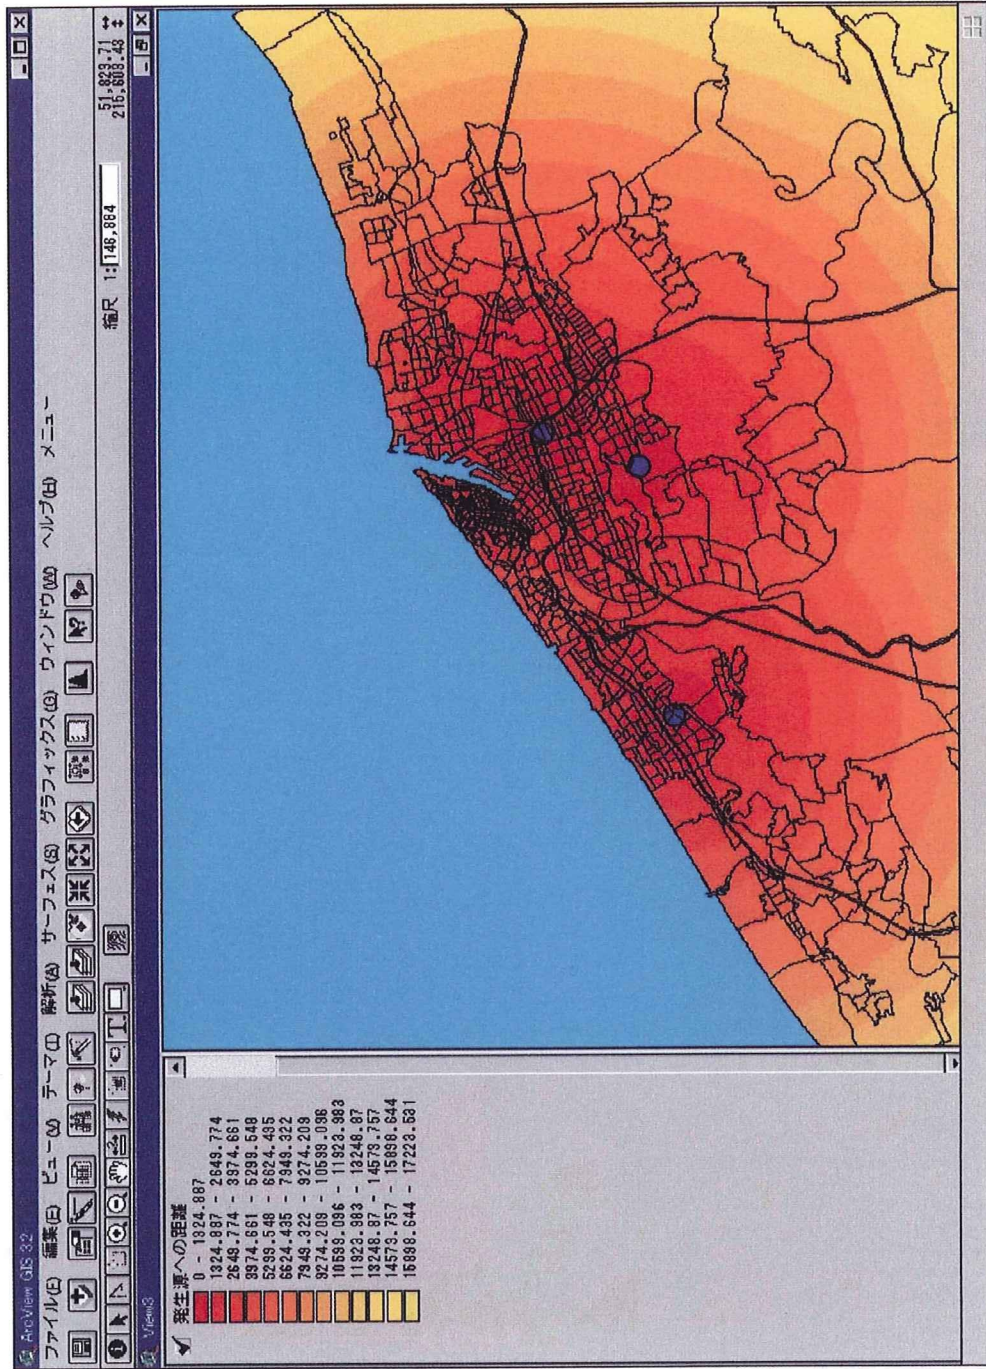 ArcView GIS 3.2
ファイル(F) 編集(E) ビュー(V) テーマ(T) 解析(A) サーフェス(S) グラフィックス(G) ウィンドウ(W) ヘルプ(H) メニュー
縮尺 1: 146,884
51,823.71
215,608.43
View3
発生源への距離
0 - 1324.887
1324.887 - 2649.774
2649.774 - 3974.661
3974.661 - 5299.548
5299.548 - 6624.435
6624.435 - 7949.322
7949.322 - 9274.209
9274.209 - 10599.096
10599.096 - 11923.983
11923.983 - 13248.87
13248.87 - 14573.757
14573.757 - 15898.644
15898.644 - 17223.531